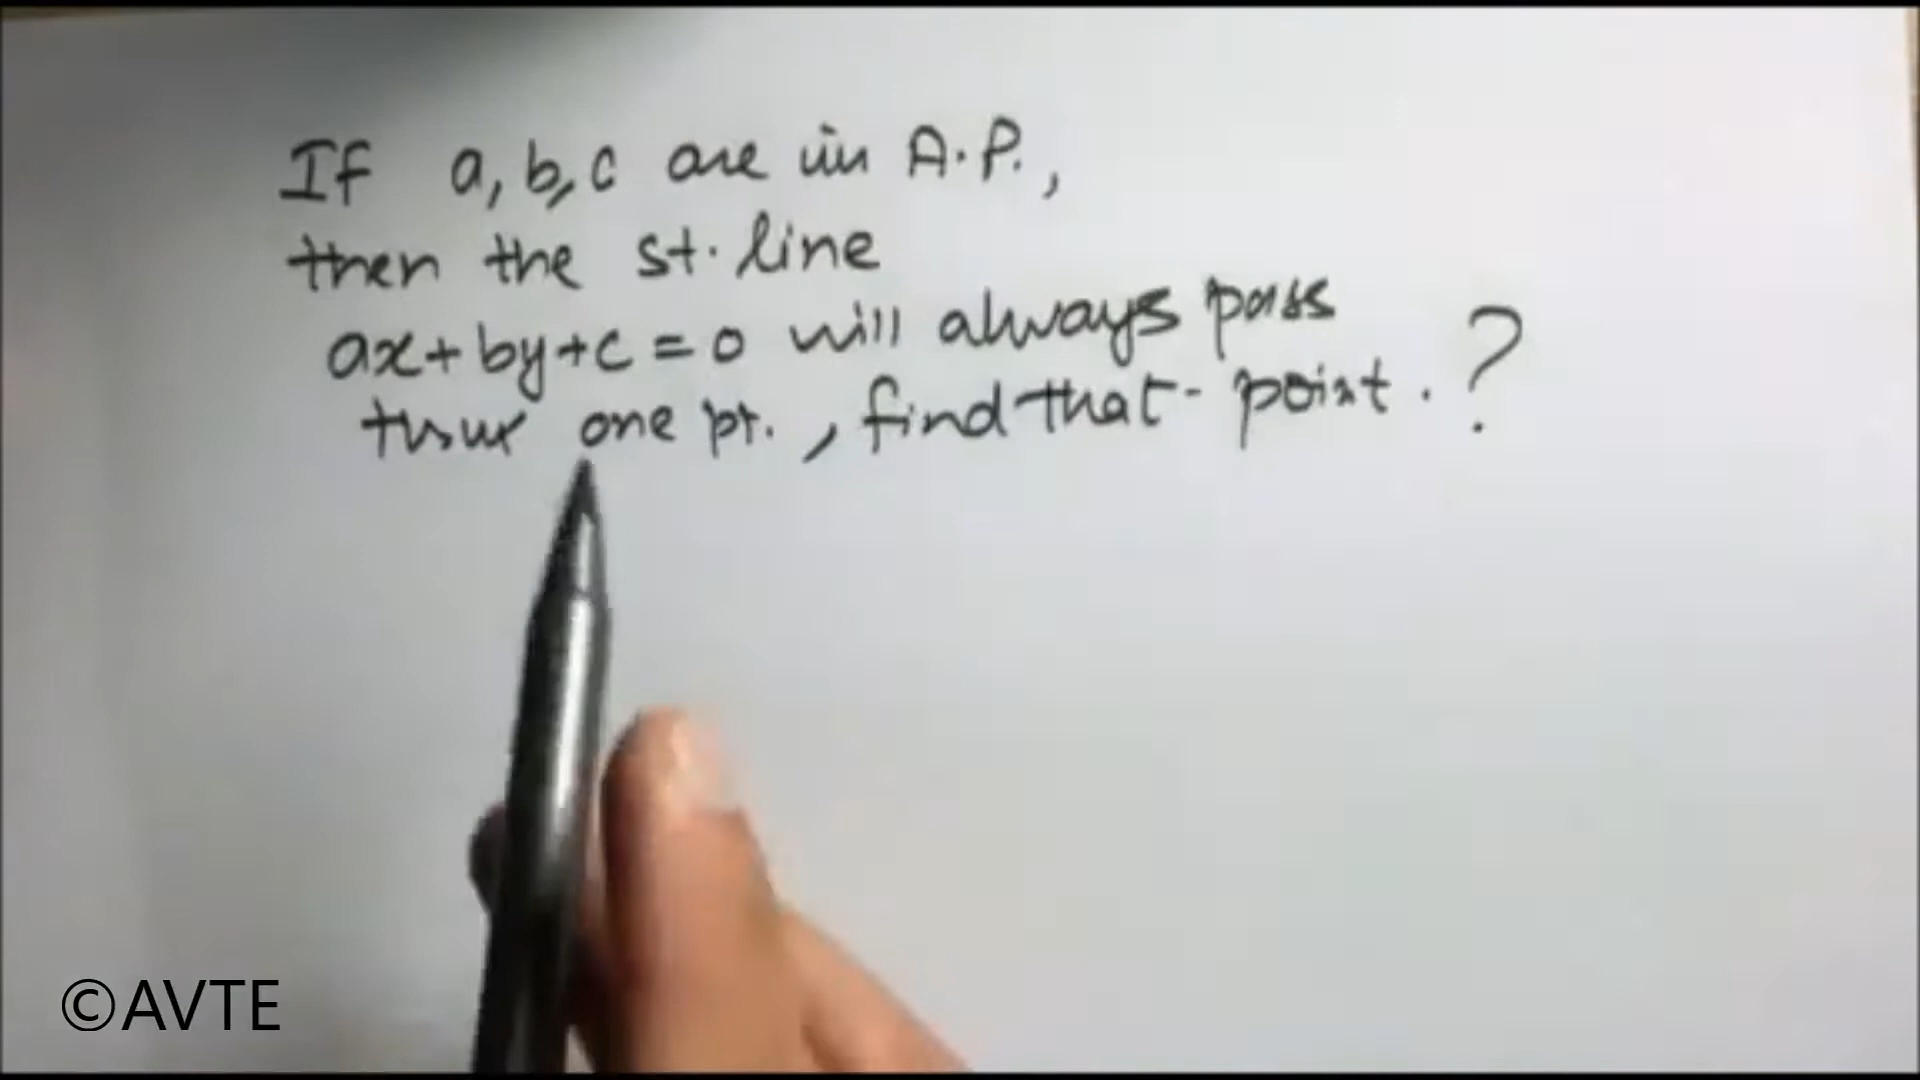 If a, b, c are in A.P.,
then the st. line
ax + by + c = 0 will always pass
thru one pt., find that point. ?
©AVTE